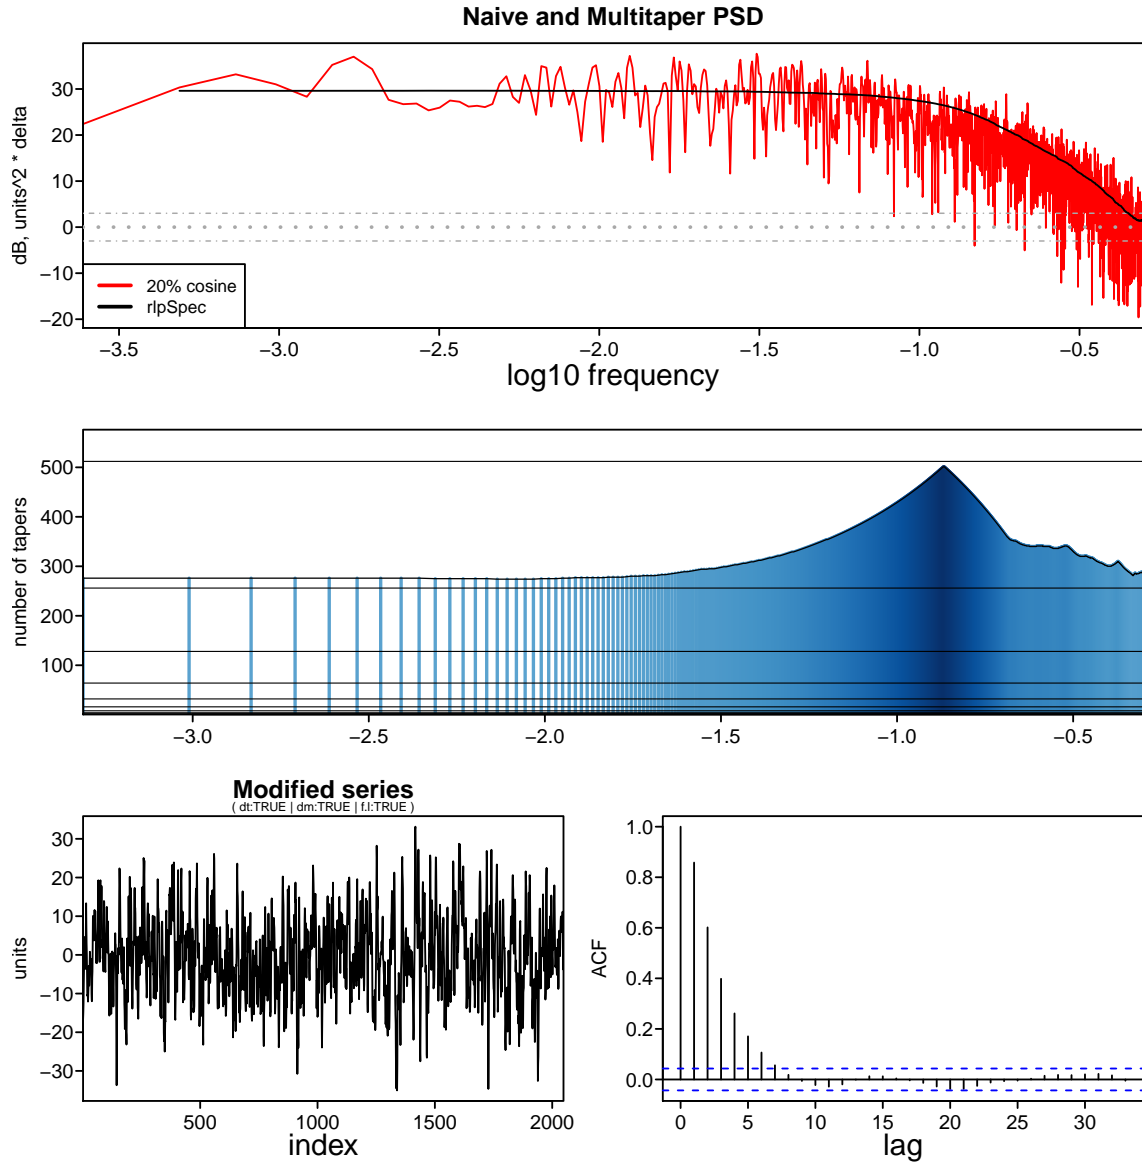 Naive and Multitaper PSD
dB, units^2 * delta
30
20
10
0
−10
−20
20% cosine
rlpSpec
−3.5 −3.0 −2.5 −2.0 −1.5 −1.0 −0.5
log10 frequency
number of tapers
500
400
300
200
100
−3.0 −2.5 −2.0 −1.5 −1.0 −0.5
Modified series
( dt:TRUE | dm:TRUE | f.l:TRUE )
units
30
20
10
0
−10
−20
−30
500 1000 1500 2000
index
ACF
1.0
0.8
0.6
0.4
0.2
0.0
0 5 10 15 20 25 30
lag